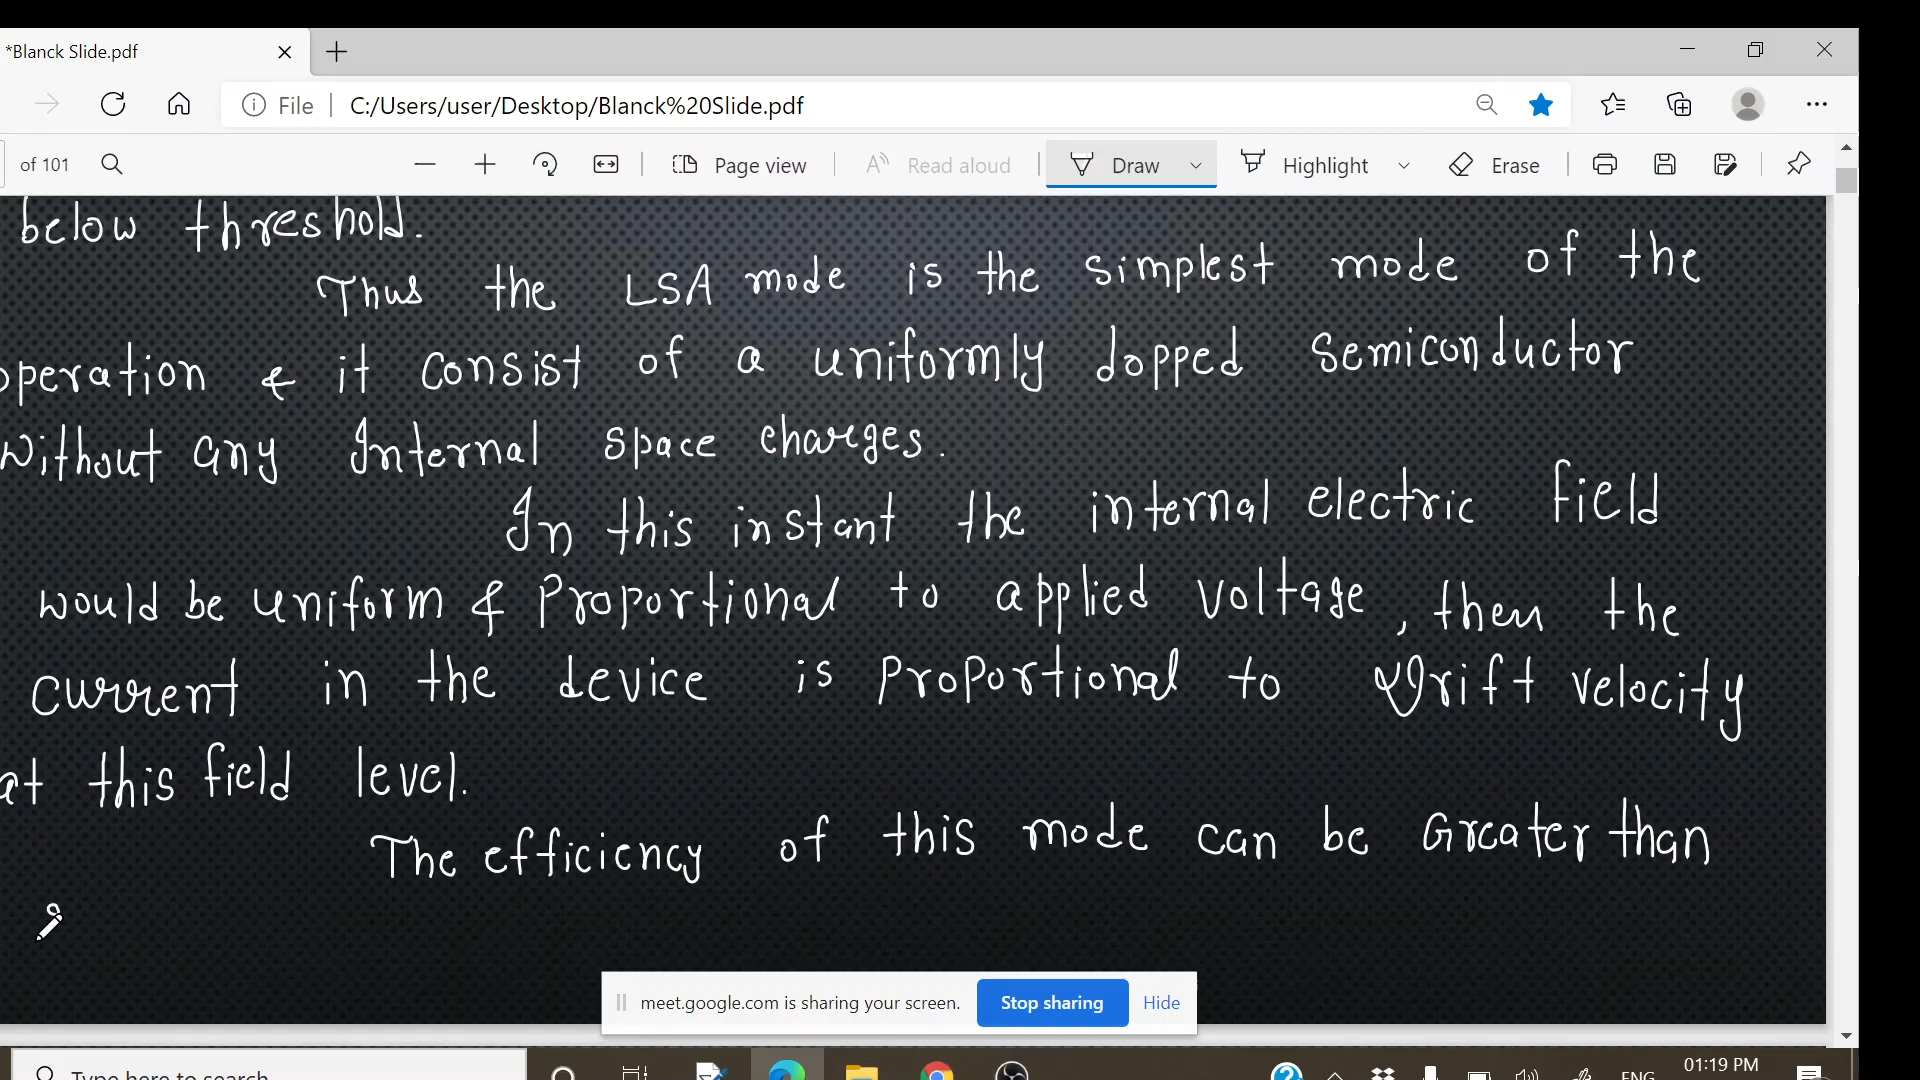 *Blanck Slide.pdf
File C:/Users/user/Desktop/Blanck%20Slide.pdf
of 101 Page view Read aloud Draw Highlight Erase
below threshold.
Thus the LSA mode is the simplest mode of the
operation & it consist of a uniformly dopped semiconductor
without any Internal space charges.
In this instant the internal electric field
would be uniform & Proportional to applied voltage, then the
current in the device is proportional to Drift velocity
at this field level.
The efficiency of this mode can be Greater than
meet.google.com is sharing your screen. Stop sharing Hide
Type here to search
ENG 01:19 PM